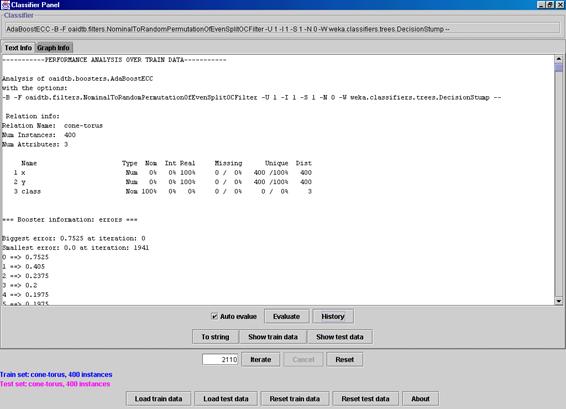 Classifier Panel
Classifier
AdaBoostECC -B -F oaidtb.filters.NominalToRandomPermutationOfEvenSplitOCFilter -U 1 -I 1 -S 1 -N 0 -W weka.classifiers.trees.DecisionStump --
Text Info Graph Info
-----------PERFORMANCE ANALYSIS OVER TRAIN DATA-----------
Analysis of oaidtb.boosters.AdaBoostECC
with the options:
-B -F oaidtb.filters.NominalToRandomPermutationOfEvenSplitOCFilter -U 1 -I 1 -S 1 -N 0 -W weka.classifiers.trees.DecisionStump --
Relation info:
Relation Name: cone-torus
Num Instances: 400
Num Attributes: 3
Name Type Nom Int Real Missing Unique Dist
1 x Num 0% 0% 100% 0 / 0% 400 /100% 400
2 y Num 0% 0% 100% 0 / 0% 400 /100% 400
3 class Nom 100% 0% 0% 0 / 0% 0 / 0% 3
=== Booster information: errors ===
Biggest error: 0.7525 at iteration: 0
Smallest error: 0.0 at iteration: 1941
0 ==> 0.7525
1 ==> 0.405
2 ==> 0.2375
3 ==> 0.2
4 ==> 0.1975
5 ==> 0.1975
Auto evalue Evaluate History
To string Show train data Show test data
2110 Iterate Cancel Reset
Train set: cone-torus, 400 instances
Test set: cone-torus, 400 instances
Load train data Load test data Reset train data Reset test data About